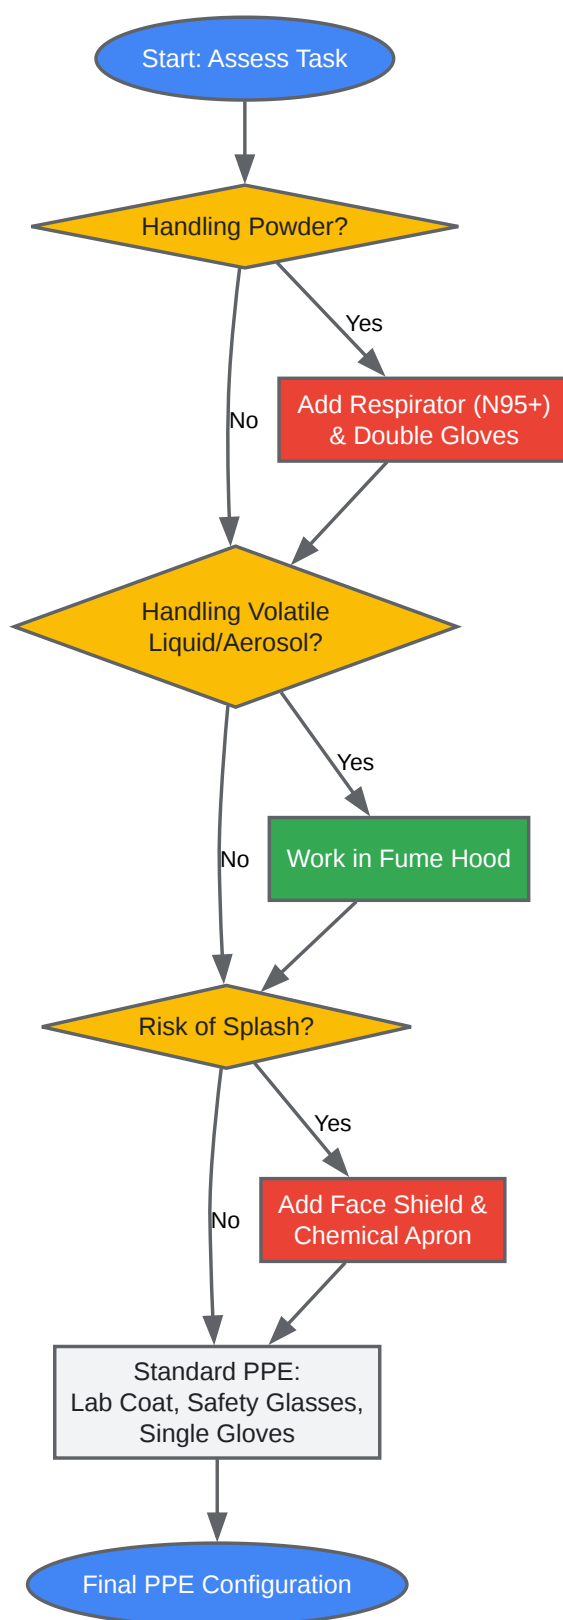 Start: Assess Task
Handling Powder?
Yes
Add Respirator (N95+)
& Double Gloves
No
Handling Volatile
Liquid/Aerosol?
Yes
Work in Fume Hood
No
Risk of Splash?
Yes
Add Face Shield &
Chemical Apron
No
Standard PPE:
Lab Coat, Safety Glasses,
Single Gloves
Final PPE Configuration